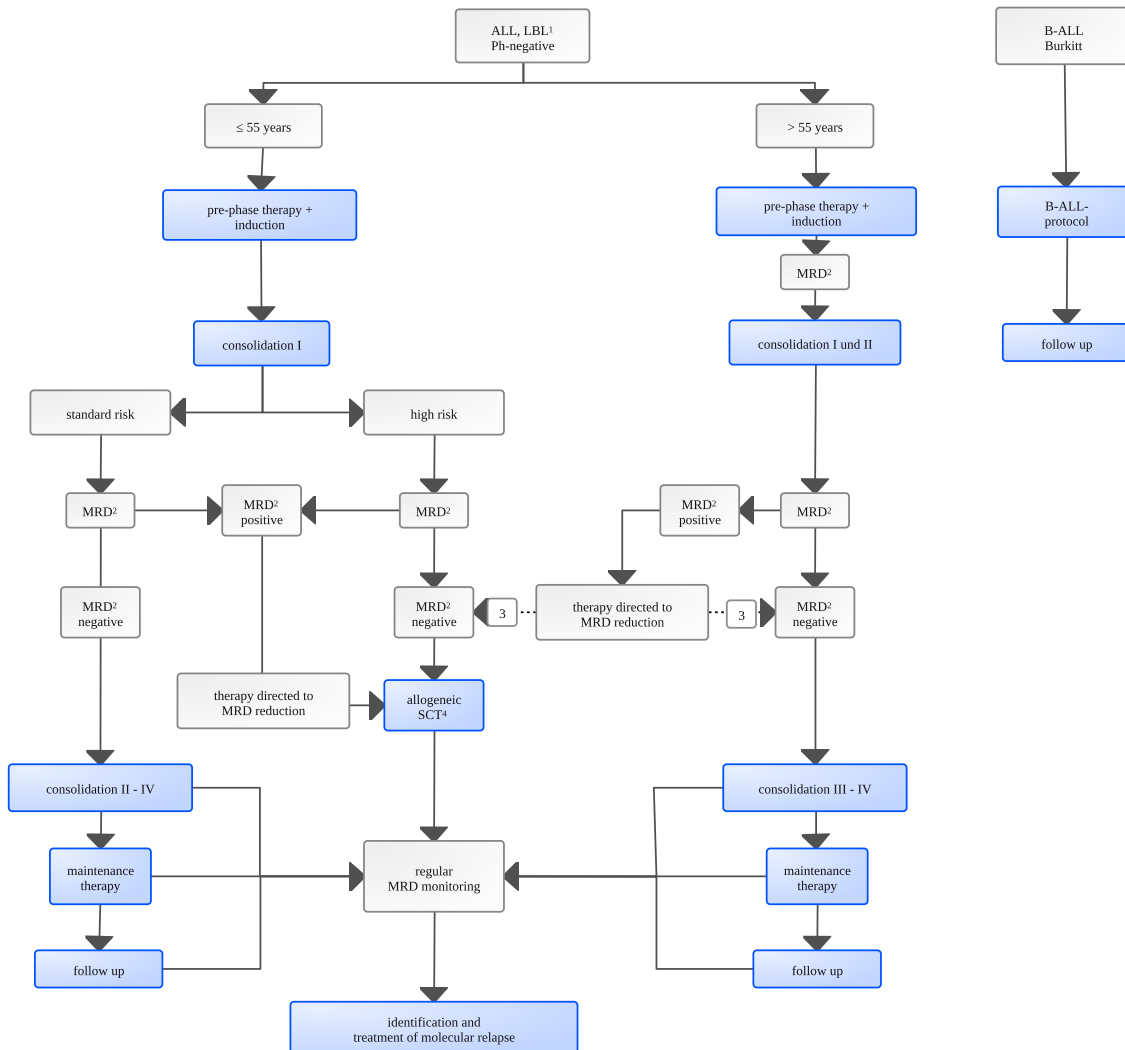 ALL, LBL¹
Ph-negative
B-ALL
Burkitt
≤ 55 years
> 55 years
pre-phase therapy +
induction
pre-phase therapy +
induction
B-ALL-
protocol
MRD²
consolidation I
consolidation I und II
follow up
standard risk
high risk
MRD²
MRD²
positive
MRD²
MRD²
positive
MRD²
MRD²
negative
MRD²
negative
3
therapy directed to
MRD reduction
3
MRD²
negative
therapy directed to
MRD reduction
allogeneic
SCT⁴
consolidation II - IV
consolidation III - IV
maintenance
therapy
regular
MRD monitoring
maintenance
therapy
follow up
follow up
identification and
treatment of molecular relapse